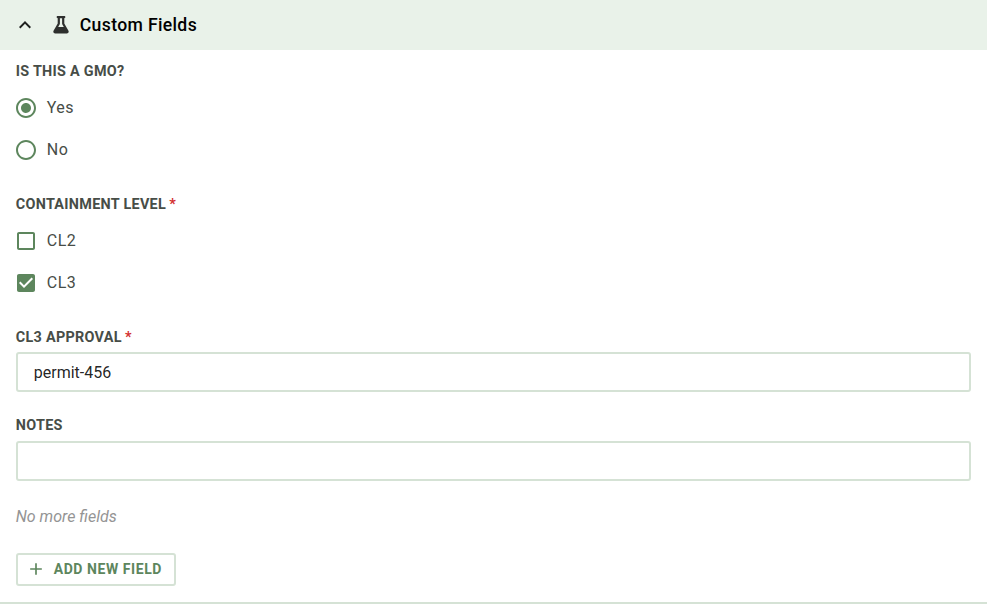 Custom Fields
IS THIS A GMO?
Yes
No
CONTAINMENT LEVEL *
CL2
CL3
CL3 APPROVAL *
permit-456
NOTES
No more fields
+ ADD NEW FIELD